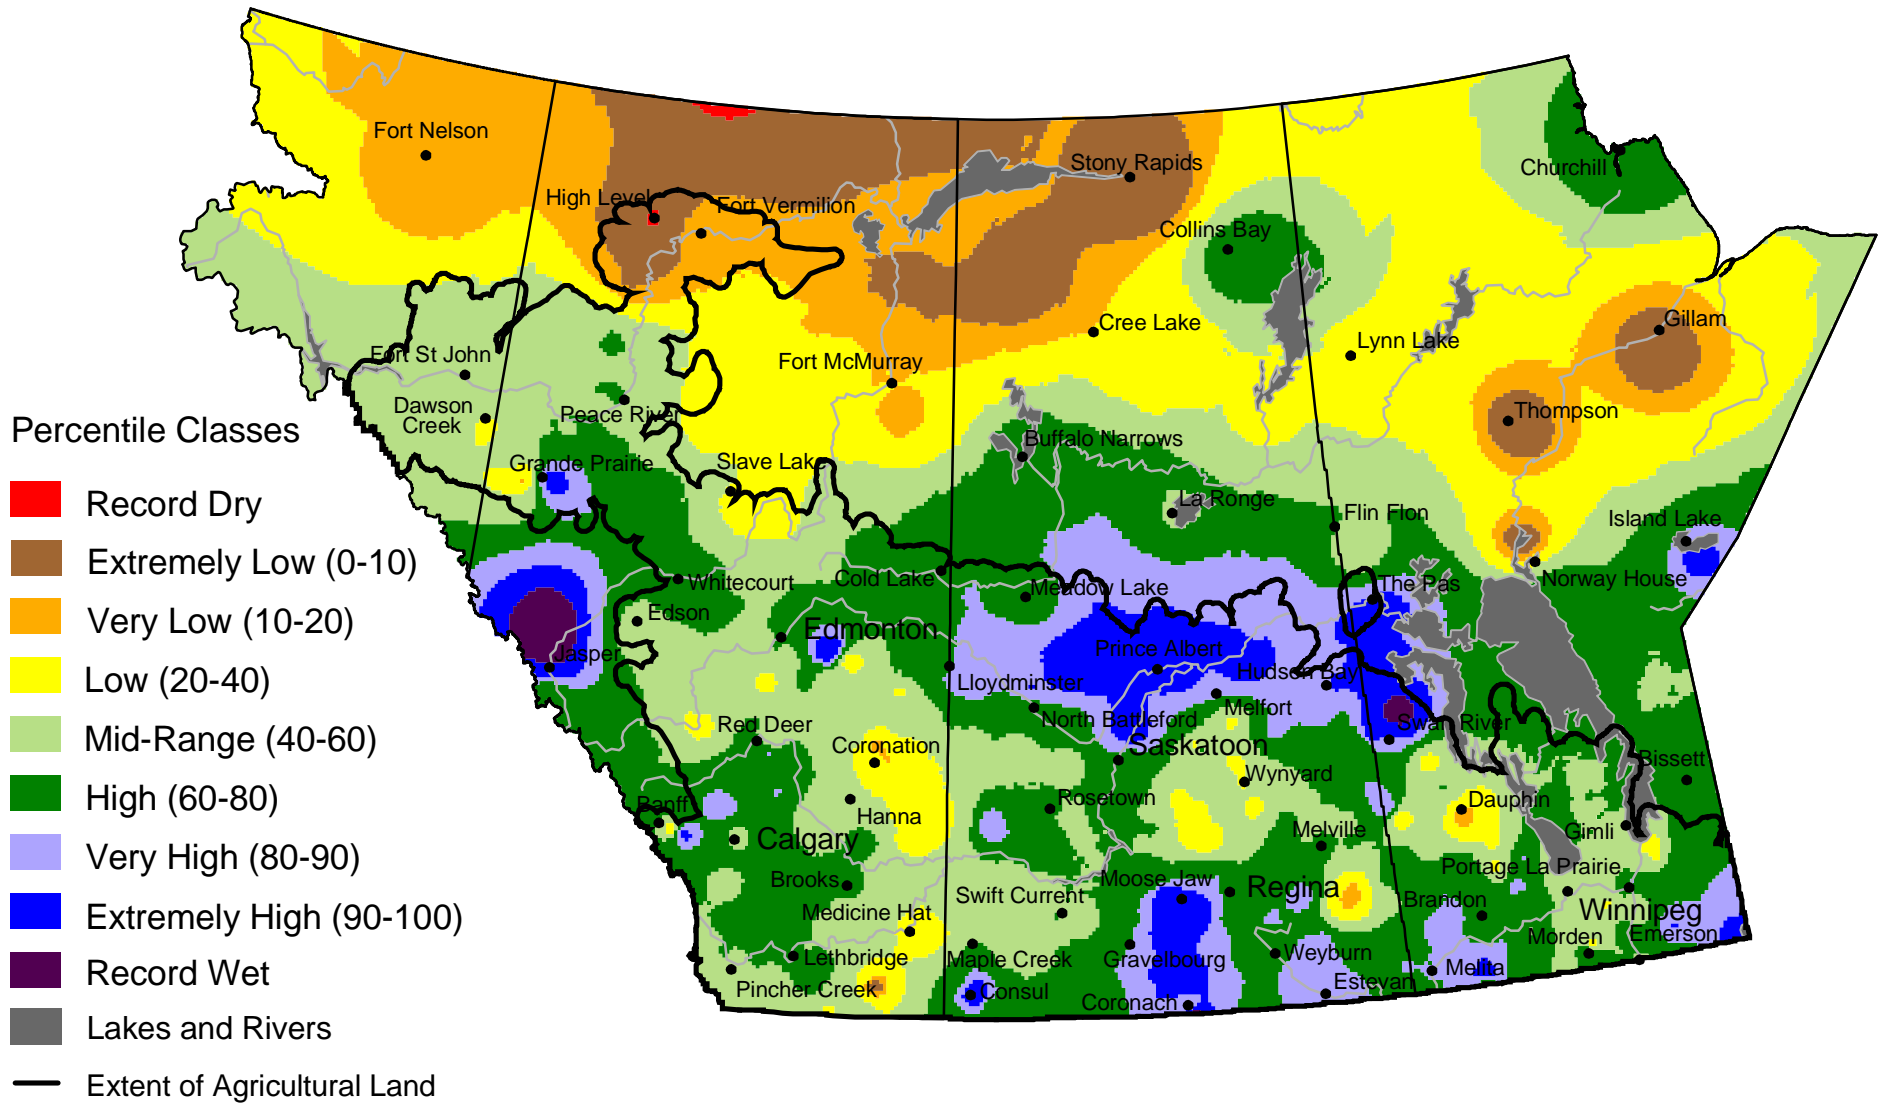 Fort Nelson
High Level
Fort Vermilion
Stony Rapids
Churchill
Collins Bay
Fort St John
Fort McMurray
Cree Lake
Lynn Lake
Gillam
Dawson
Creek
Peace River
Thompson
Percentile Classes
Grande Prairie
Slave Lake
Buffalo Narrows
La Ronge
Flin Flon
Island Lake
Record Dry
Extremely Low (0-10)
Very Low (10-20)
Low (20-40)
Mid-Range (40-60)
High (60-80)
Very High (80-90)
Extremely High (90-100)
Record Wet
Lakes and Rivers
Extent of Agricultural Land
Whitecourt
Cold Lake
Meadow Lake
The Pas
Norway House
Edson
Edmonton
Jasper
Prince Albert
Hudson Bay
Lloydminster
Melfort
North Battleford
Swan River
Red Deer
Coronation
Saskatoon
Bissett
Wynyard
Banff
Hanna
Rosetown
Dauphin
Calgary
Melville
Gimli
Brooks
Swift Current
Moose Jaw
Regina
Portage La Prairie
Brandon
Medicine Hat
Winnipeg
Lethbridge
Maple Creek
Gravelbourg
Weyburn
Morden
Emerson
Pincher Creek
Consul
Coronach
Estevan
Melita